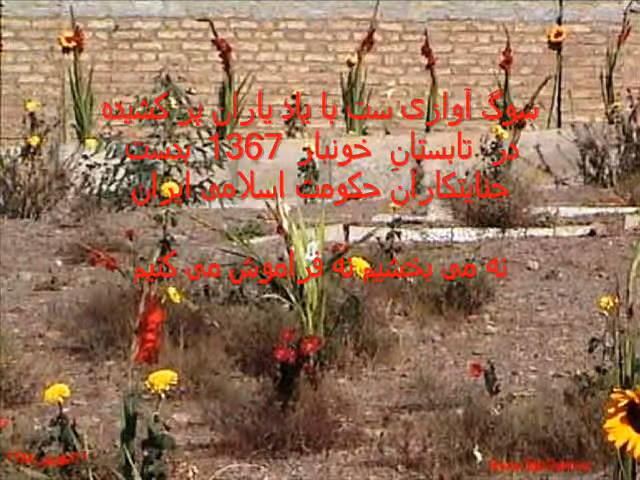 سوگ آوازی ست با یاد یاران پر کشیده
در تابستانِ خونبار 1367 بدست
جنایتکارانِ حکومت اسلامی ایران
نه می بخشیم نه فراموش می کنیم